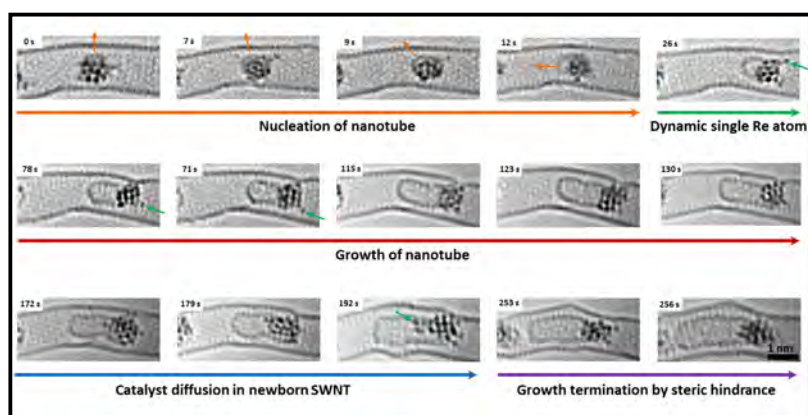 0 s 7 s 9 s 12 s 26 s
Nucleation of nanotube Dynamic single Re atom
78 s 71 s 115 s 123 s 130 s
Growth of nanotube
172 s 179 s 192 s 253 s 256 s
1 nm
Catalyst diffusion in newborn SWNT Growth termination by steric hindrance